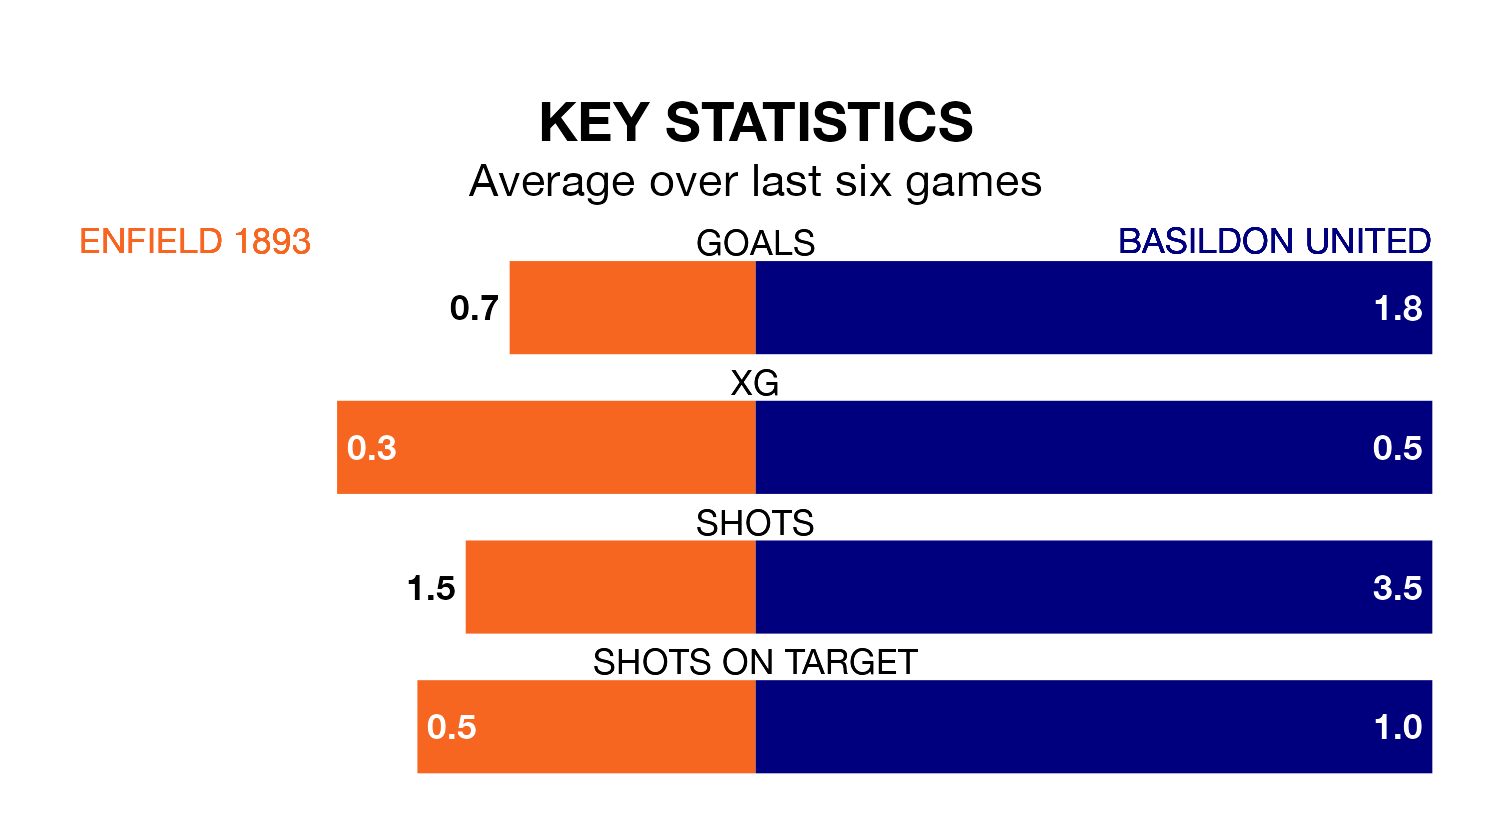 KEY STATISTICS
Average over last six games
ENFIELD 1893
GOALS
BASILDON UNITED
0.7
1.8
XG
0.3
0.5
SHOTS
1.5
3.5
SHOTS ON TARGET
0.5
1.0